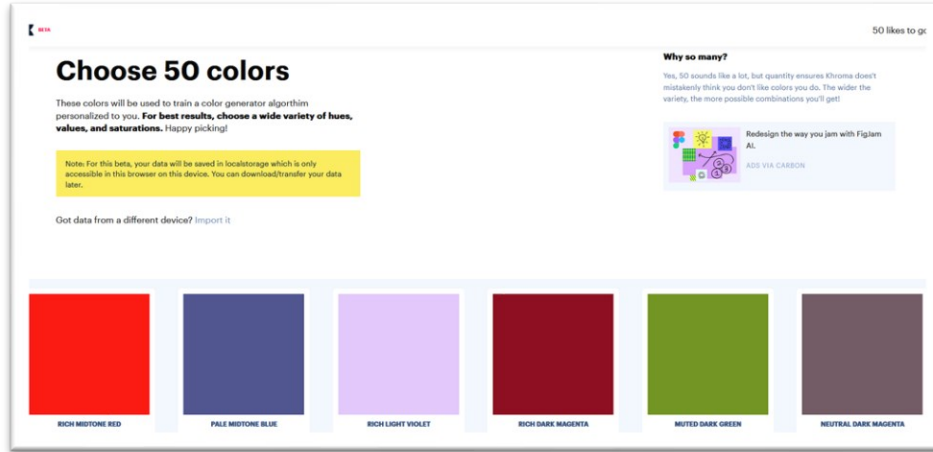 BETA
50 likes to go
Choose 50 colors
These colors will be used to train a color generator algorthim
personalized to you. For best results, choose a wide variety of hues,
values, and saturations. Happy picking!
Note: For this beta, your data will be saved in localstorage which is only
accessible in this browser on this device. You can download/transfer your data
later.
Got data from a different device? Import it
Why so many?
Yes, 50 sounds like a lot, but quantity ensures Khroma does't
mistakenly think you don't like colors you do. The wider the
variety, the more possible combinations you'll get!
Redesign the way you jam with FigJam
AI.
ADS VIA CARBON
RICH MIDTONE RED
PALE MIDTONE BLUE
RICH LIGHT VIOLET
RICH DARK MAGENTA
MUTED DARK GREEN
NEUTRAL DARK MAGENTA